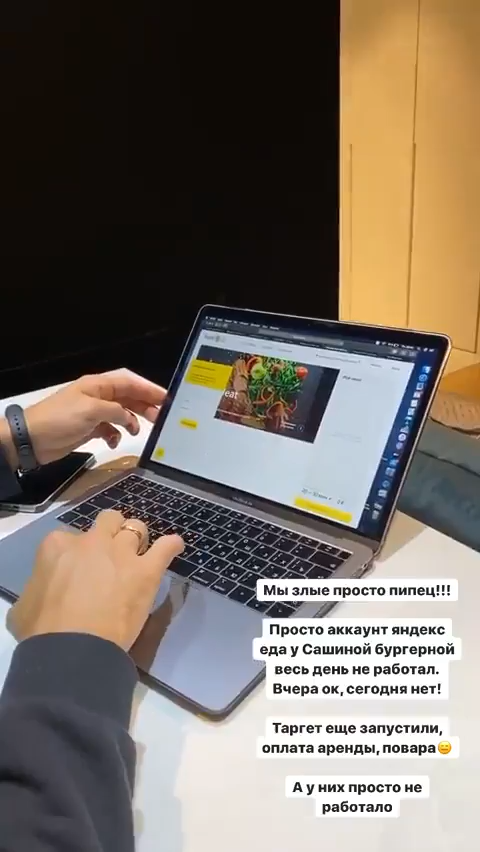 eat
Мы злые просто пипец!!!
Просто аккаунт яндекс
еда у Сашиной бургерной
весь день не работал.
Вчера ок, сегодня нет!
Таргет еще запустили,
оплата аренды, повара😄
А у них просто не
работало